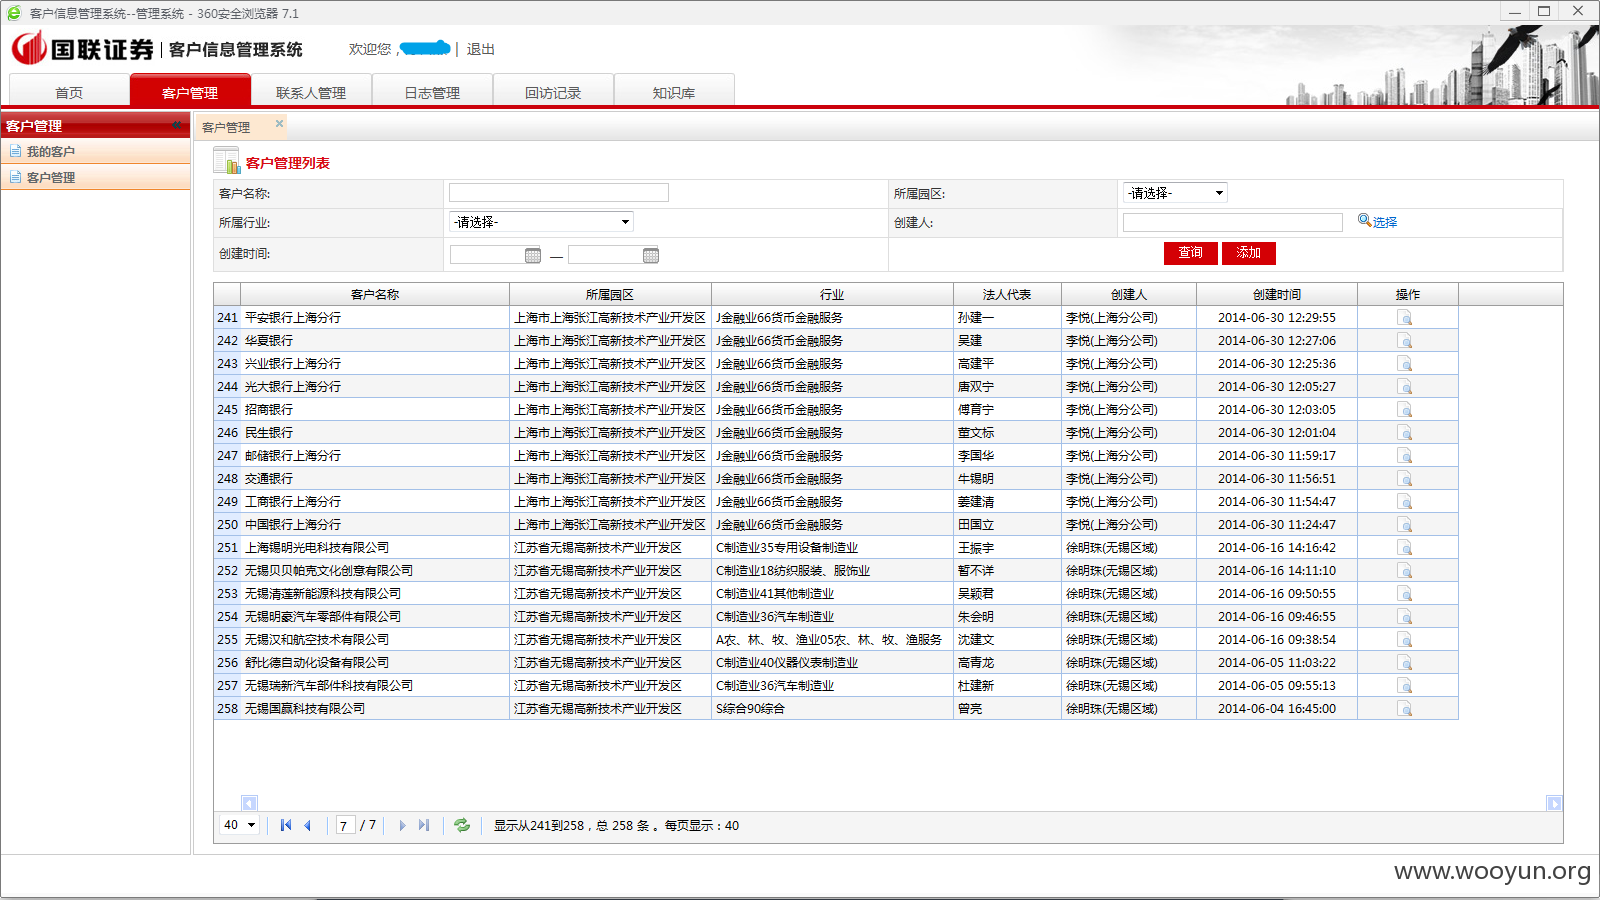 客户信息管理系统--管理系统 - 360安全浏览器 7.1
国联证券 | 客户信息管理系统 欢迎您, | 退出
首页 客户管理 联系人管理 日志管理 回访记录 知识库
客户管理
我的客户
客户管理
客户管理
客户管理列表
客户名称: 所属园区: -请选择-
所属行业: -请选择- 创建人: 选择
创建时间: — 查询 添加
客户名称 所属园区 行业 法人代表 创建人 创建时间 操作
241 平安银行上海分行 上海市上海张江高新技术产业开发区 J金融业66货币金融服务 孙建一 李悦(上海分公司) 2014-06-30 12:29:55
242 华夏银行 上海市上海张江高新技术产业开发区 J金融业66货币金融服务 吴建 李悦(上海分公司) 2014-06-30 12:27:06
243 兴业银行上海分行 上海市上海张江高新技术产业开发区 J金融业66货币金融服务 高建平 李悦(上海分公司) 2014-06-30 12:25:36
244 光大银行上海分行 上海市上海张江高新技术产业开发区 J金融业66货币金融服务 唐双宁 李悦(上海分公司) 2014-06-30 12:05:27
245 招商银行 上海市上海张江高新技术产业开发区 J金融业66货币金融服务 傅育宁 李悦(上海分公司) 2014-06-30 12:03:05
246 民生银行 上海市上海张江高新技术产业开发区 J金融业66货币金融服务 董文标 李悦(上海分公司) 2014-06-30 12:01:04
247 邮储银行上海分行 上海市上海张江高新技术产业开发区 J金融业66货币金融服务 李国华 李悦(上海分公司) 2014-06-30 11:59:17
248 交通银行 上海市上海张江高新技术产业开发区 J金融业66货币金融服务 牛锡明 李悦(上海分公司) 2014-06-30 11:56:51
249 工商银行上海分行 上海市上海张江高新技术产业开发区 J金融业66货币金融服务 姜建清 李悦(上海分公司) 2014-06-30 11:54:47
250 中国银行上海分行 上海市上海张江高新技术产业开发区 J金融业66货币金融服务 田国立 李悦(上海分公司) 2014-06-30 11:24:47
251 上海锡明光电科技有限公司 江苏省无锡高新技术产业开发区 C制造业35专用设备制造业 王振宇 徐明珠(无锡区域) 2014-06-16 14:16:42
252 无锡贝贝帕克文化创意有限公司 江苏省无锡高新技术产业开发区 C制造业18纺织服装、服饰业 暂不详 徐明珠(无锡区域) 2014-06-16 14:11:10
253 无锡清莲新能源科技有限公司 江苏省无锡高新技术产业开发区 C制造业41其他制造业 吴颖君 徐明珠(无锡区域) 2014-06-16 09:50:55
254 无锡明豪汽车零部件有限公司 江苏省无锡高新技术产业开发区 C制造业36汽车制造业 朱会明 徐明珠(无锡区域) 2014-06-16 09:46:55
255 无锡汉和航空技术有限公司 江苏省无锡高新技术产业开发区 A农、林、牧、渔业05农、林、牧、渔服务 沈建文 徐明珠(无锡区域) 2014-06-16 09:38:54
256 舒比德自动化设备有限公司 江苏省无锡高新技术产业开发区 C制造业40仪器仪表制造业 高青龙 徐明珠(无锡区域) 2014-06-05 11:03:22
257 无锡瑞新汽车部件科技有限公司 江苏省无锡高新技术产业开发区 C制造业36汽车制造业 杜建新 徐明珠(无锡区域) 2014-06-05 09:55:13
258 无锡国赢科技有限公司 江苏省无锡高新技术产业开发区 S综合90综合 曾亮 徐明珠(无锡区域) 2014-06-04 16:45:00
40 7 / 7 显示从241到258，总 258 条 。每页显示：40
www.wooyun.org